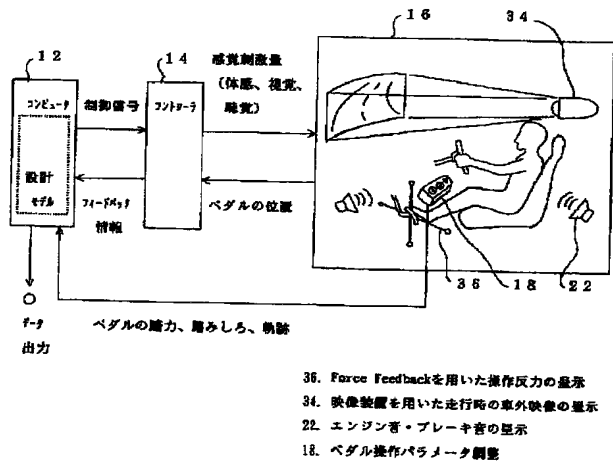 16
34
12
14
感覚刺激量
(体感、視覚、
聴覚)
コンピュータ
制御信号
コントローラ
設計
モデル
フィードバック
情報
ペダルの位置
36
18
22
データ
出力
ペダルの踏力、踏みしろ、軌跡
36. Force Feedbackを用いた操作反力の呈示
34. 映像装置を用いた走行時の車外映像の呈示
22. エンジン音・ブレーキ音の呈示
18. ペダル操作パラメータ調整